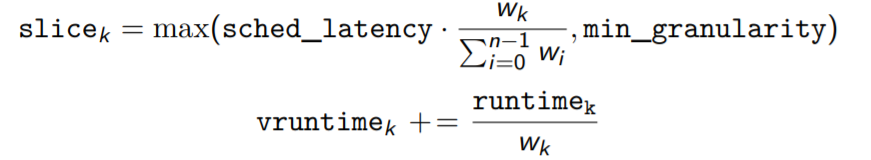 slice_k = max(sched_latency · w_k / ∑_{i=0}^{n−1} w_i, min_granularity)
vruntime_k += runtime_k / w_k